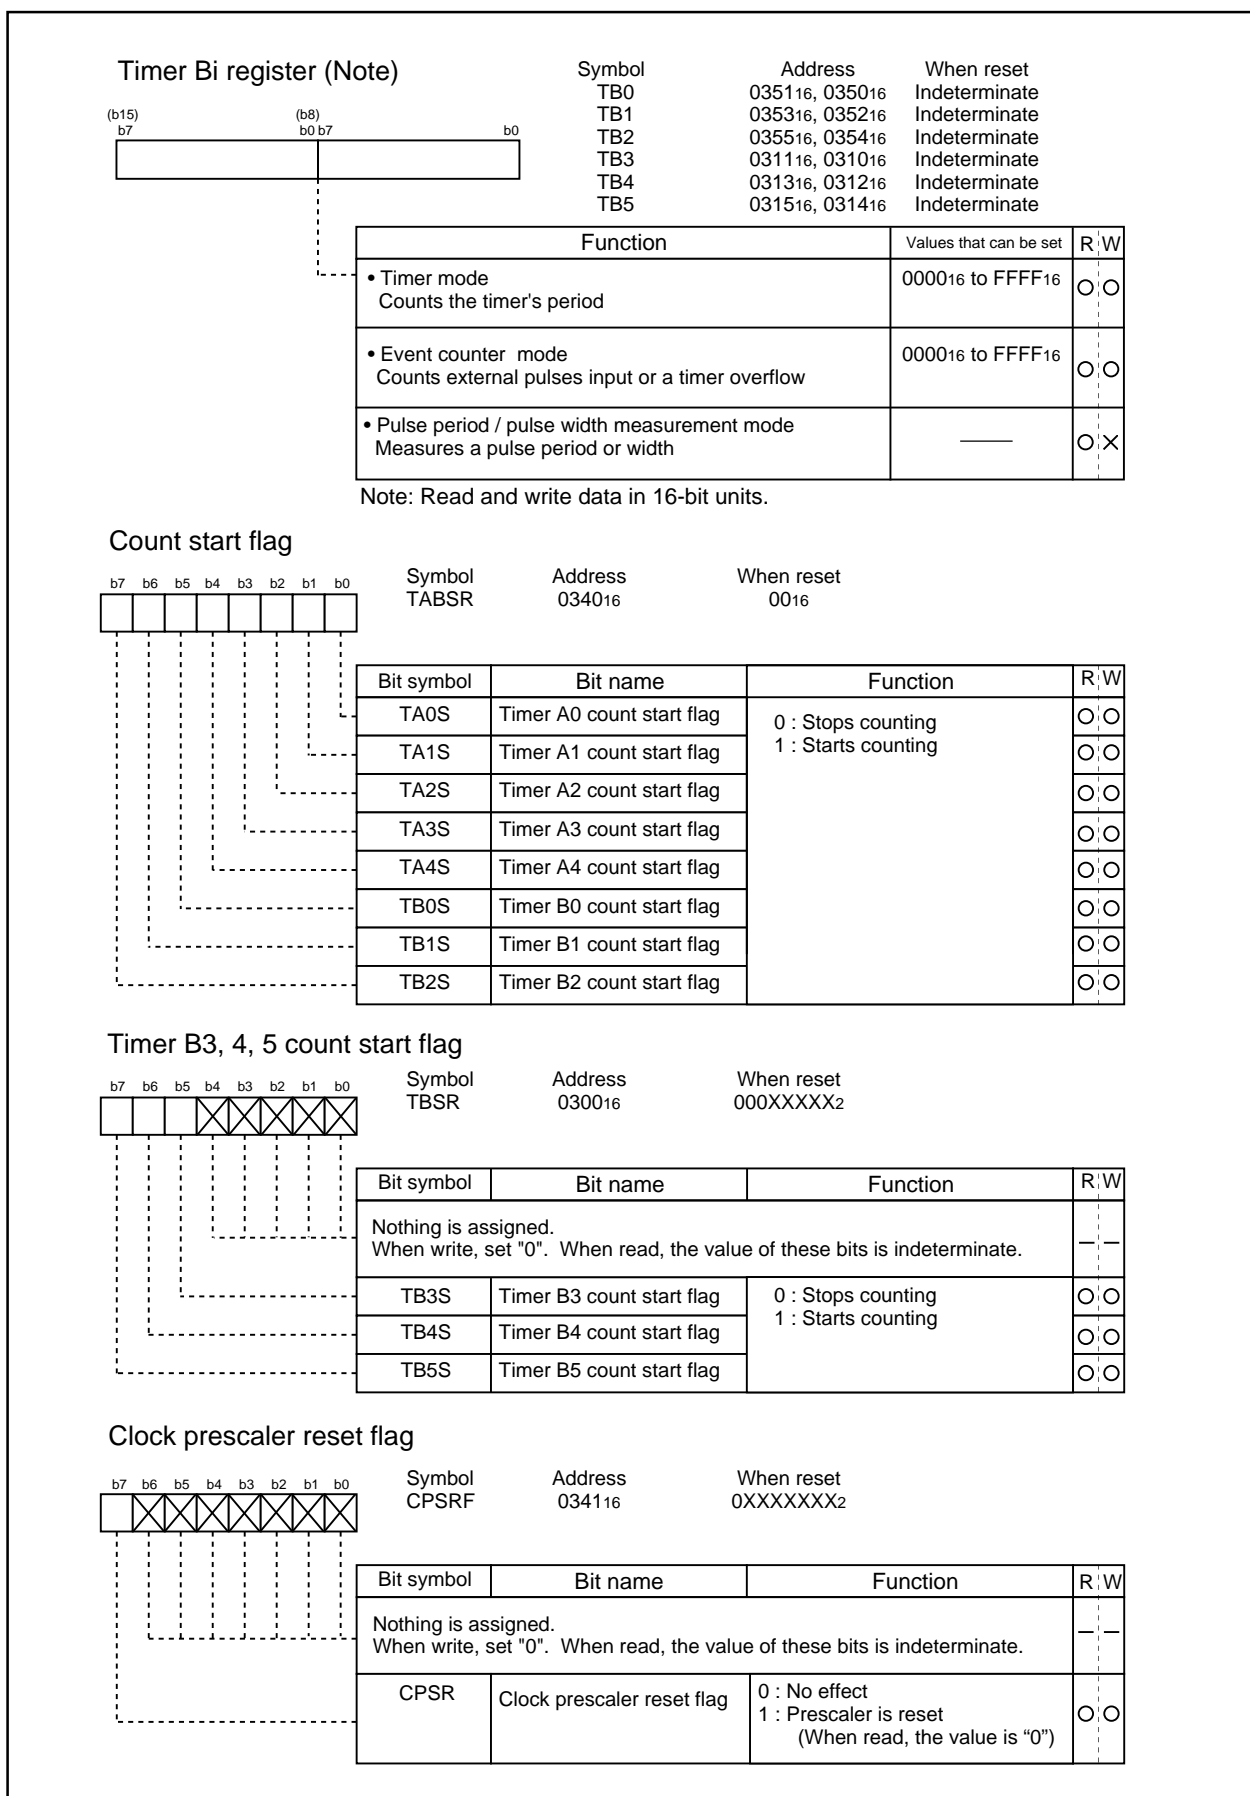 Timer Bi register (Note)
Symbol Address When reset
TB0 035116, 035016 Indeterminate
TB1 035316, 035216 Indeterminate
TB2 035516, 035416 Indeterminate
TB3 031116, 031016 Indeterminate
TB4 031316, 031216 Indeterminate
TB5 031516, 031416 Indeterminate
(b15) (b8)
b7 b0 b7 b0
Function Values that can be set R W
• Timer mode 000016 to FFFF16
Counts the timer's period
• Event counter mode 000016 to FFFF16
Counts external pulses input or a timer overflow
• Pulse period / pulse width measurement mode
Measures a pulse period or width
Note: Read and write data in 16-bit units.
Count start flag
b7 b6 b5 b4 b3 b2 b1 b0
Symbol Address When reset
TABSR 034016 0016
Bit symbol Bit name Function R W
TA0S Timer A0 count start flag 0 : Stops counting
TA1S Timer A1 count start flag 1 : Starts counting
TA2S Timer A2 count start flag
TA3S Timer A3 count start flag
TA4S Timer A4 count start flag
TB0S Timer B0 count start flag
TB1S Timer B1 count start flag
TB2S Timer B2 count start flag
Timer B3, 4, 5 count start flag
b7 b6 b5 b4 b3 b2 b1 b0
Symbol Address When reset
TBSR 030016 000XXXXX2
Bit symbol Bit name Function R W
Nothing is assigned.
When write, set "0". When read, the value of these bits is indeterminate.
TB3S Timer B3 count start flag 0 : Stops counting
TB4S Timer B4 count start flag 1 : Starts counting
TB5S Timer B5 count start flag
Clock prescaler reset flag
b7 b6 b5 b4 b3 b2 b1 b0
Symbol Address When reset
CPSRF 034116 0XXXXXXX2
Bit symbol Bit name Function R W
Nothing is assigned.
When write, set "0". When read, the value of these bits is indeterminate.
CPSR Clock prescaler reset flag 0 : No effect
1 : Prescaler is reset
(When read, the value is “0”)